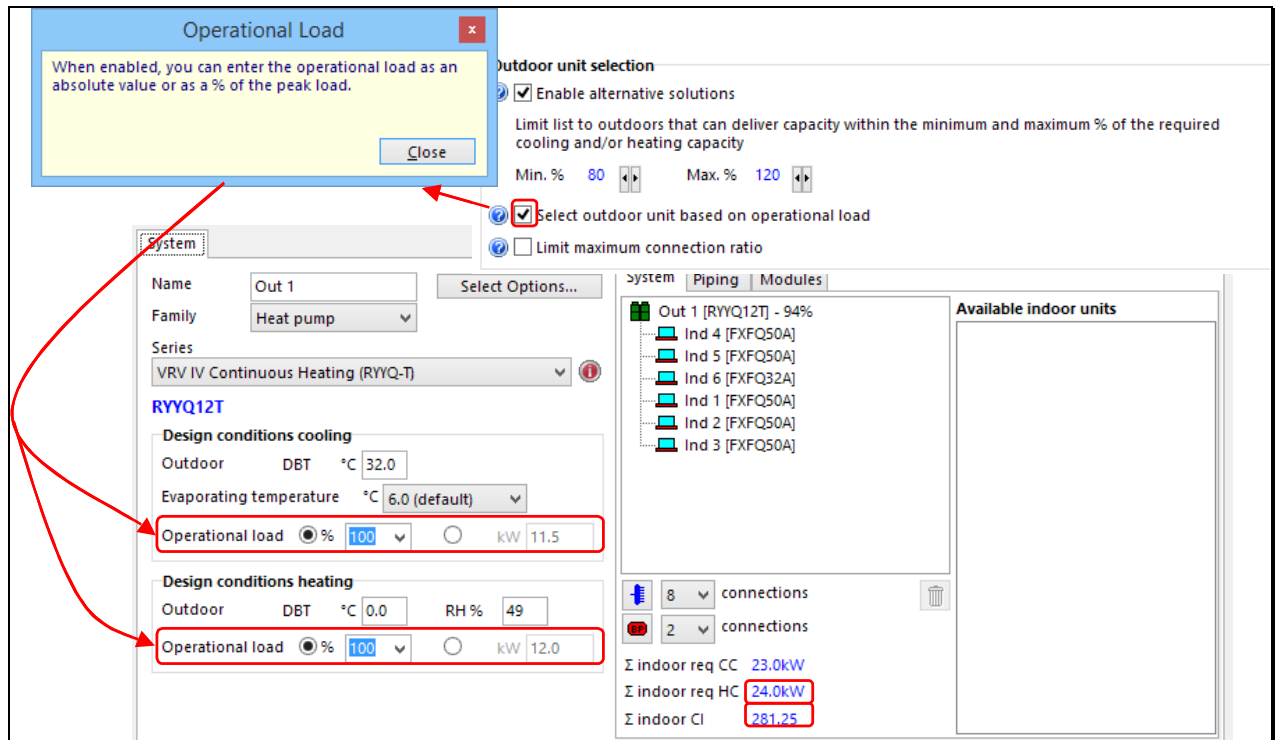 Operational Load
x
When enabled, you can enter the operational load as an
absolute value or as a % of the peak load.
Close
Outdoor unit selection
Enable alternative solutions
Limit list to outdoors that can deliver capacity within the minimum and maximum % of the required
cooling and/or heating capacity
Min. % 80 Max. % 120
Select outdoor unit based on operational load
Limit maximum connection ratio
System
Name Out 1 Select Options...
Family Heat pump
Series
VRV IV Continuous Heating (RYYQ-T)
RYYQ12T
Design conditions cooling
Outdoor DBT °C 32.0
Evaporating temperature °C 6.0 (default)
Operational load % 100 kW 11.5
Design conditions heating
Outdoor DBT °C 0.0 RH % 49
Operational load % 100 kW 12.0
System Piping Modules
Out 1 [RYYQ12T] - 94%
Ind 4 [FXFQ50A]
Ind 5 [FXFQ50A]
Ind 6 [FXFQ32A]
Ind 1 [FXFQ50A]
Ind 2 [FXFQ50A]
Ind 3 [FXFQ50A]
Available indoor units
8 connections
BP 2 connections
Σ indoor req CC 23.0kW
Σ indoor req HC 24.0kW
Σ indoor CI 281.25